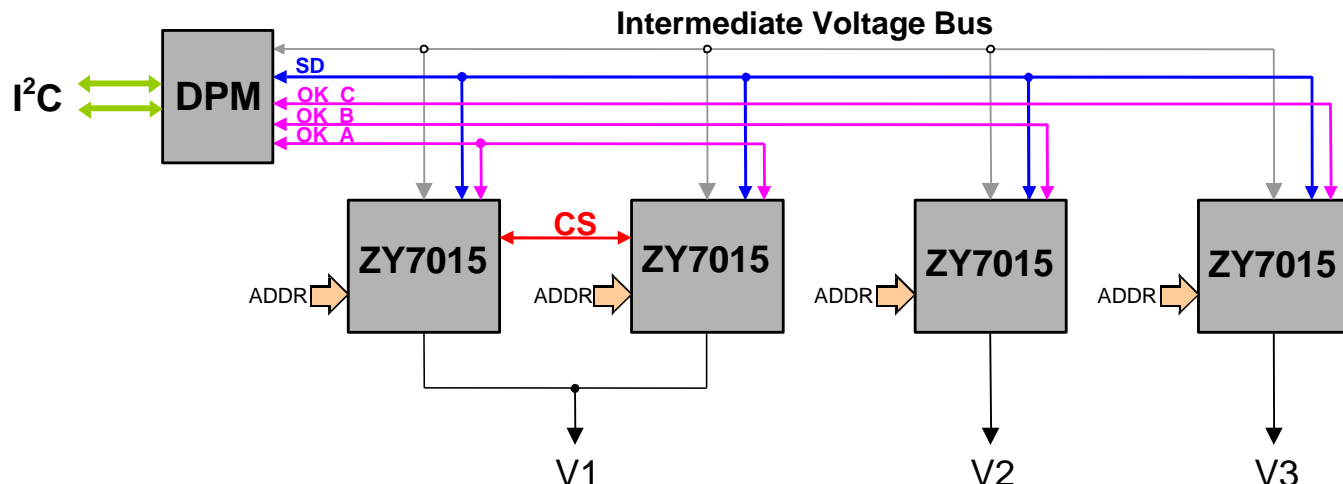 Intermediate Voltage Bus
I²C
DPM
SD
OK_C
OK_B
OK_A
CS
ZY7015
ZY7015
ZY7015
ZY7015
ADDR
ADDR
ADDR
ADDR
V1
V2
V3